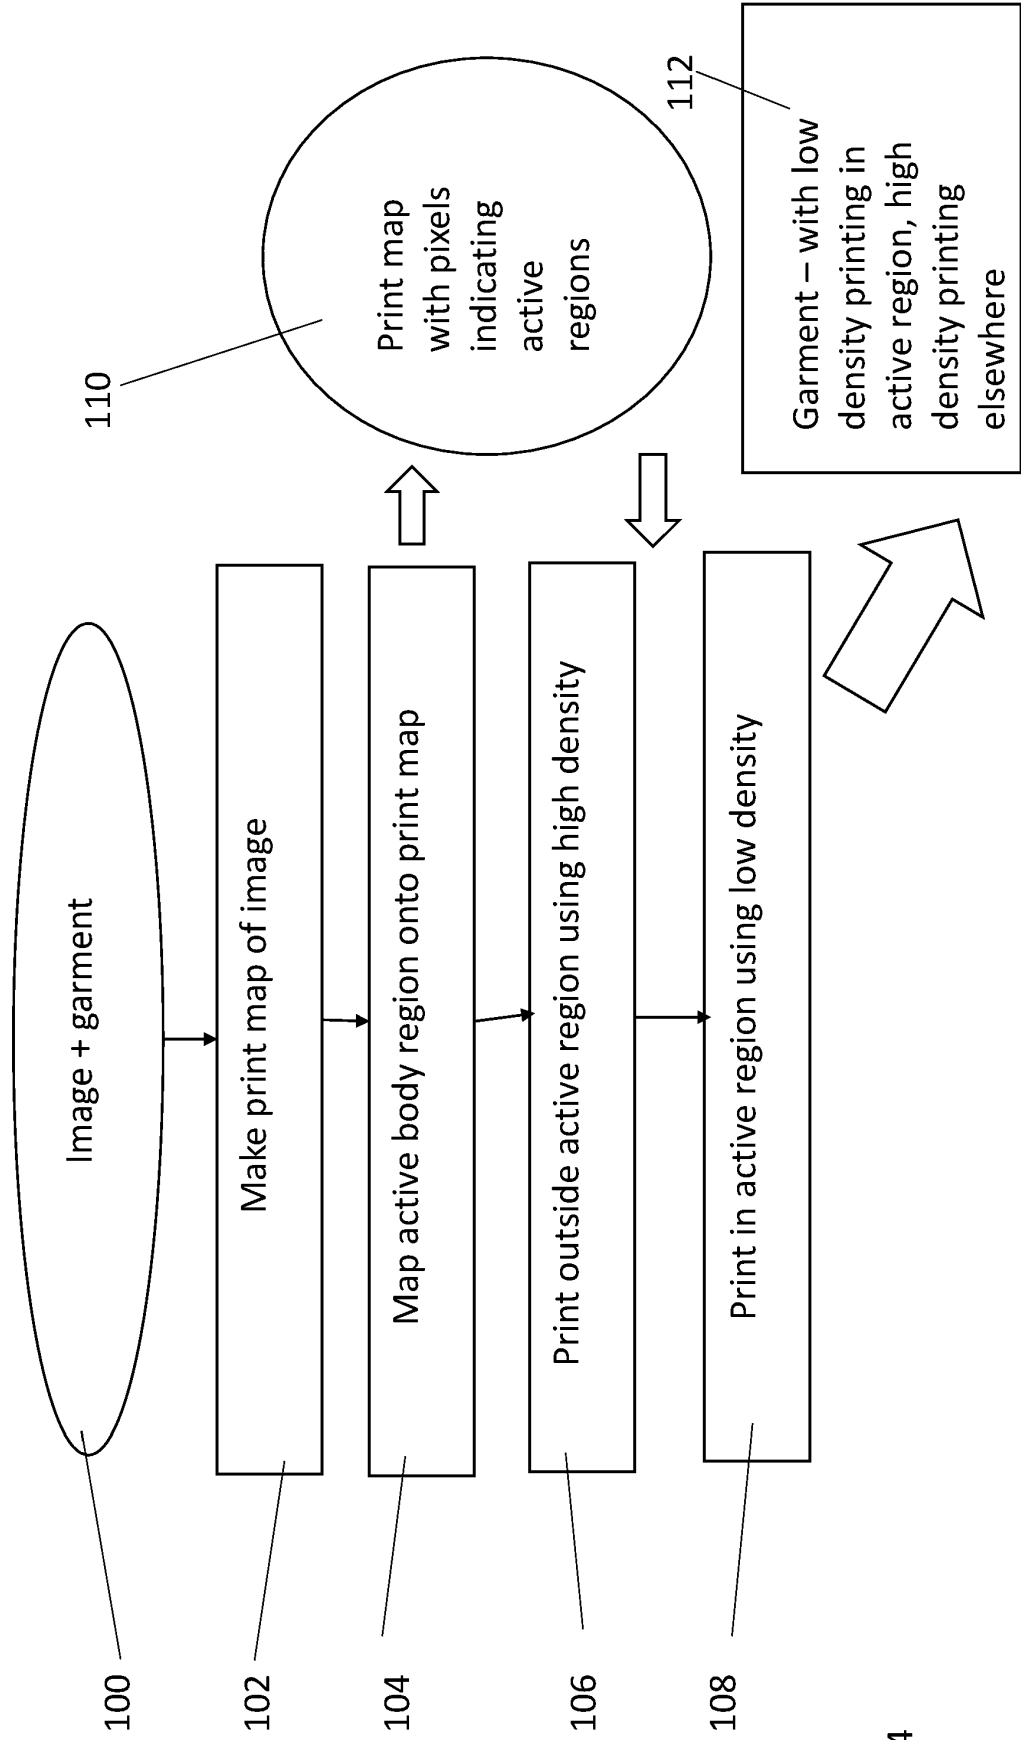 100
Image + garment
102
Make print map of image
104
Map active body region onto print map
106
Print outside active region using high density
108
Print in active region using low density
110
Print map
with pixels
indicating
active
regions
112
Garment – with low
density printing in
active region, high
density printing
elsewhere